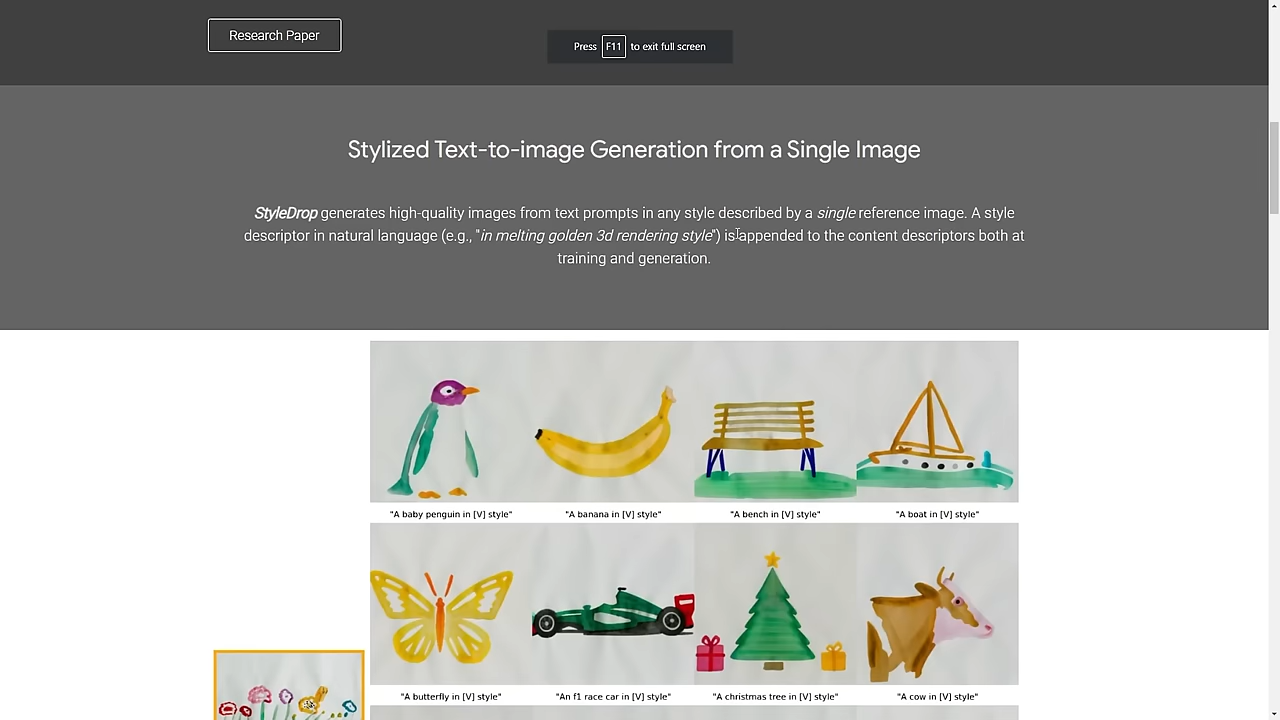 Research Paper
Press F11 to exit full screen
Stylized Text-to-image Generation from a Single Image
StyleDrop generates high-quality images from text prompts in any style described by a single reference image. A style
descriptor in natural language (e.g., "in melting golden 3d rendering style") is appended to the content descriptors both at
training and generation.
"A baby penguin in [V] style"
"A banana in [V] style"
"A bench in [V] style"
"A boat in [V] style"
"A butterfly in [V] style"
"An f1 race car in [V] style"
"A christmas tree in [V] style"
"A cow in [V] style"